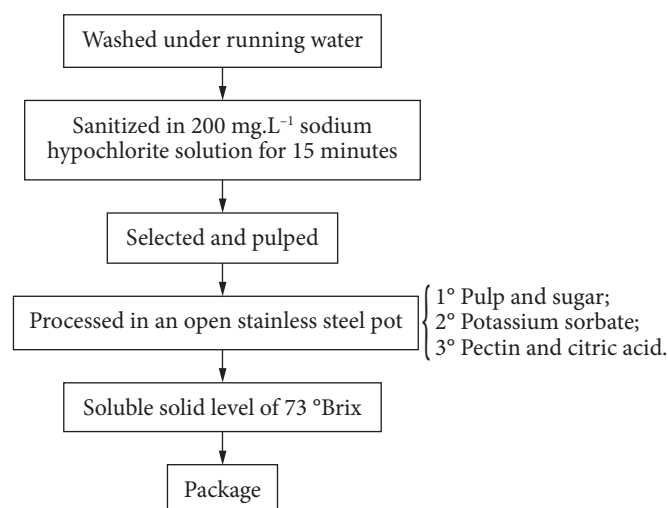 Washed under running water
Sanitized in 200 mg.L⁻¹ sodium
hypochlorite solution for 15 minutes
Selected and pulped
Processed in an open stainless steel pot
1° Pulp and sugar;
2° Potassium sorbate;
3° Pectin and citric acid.
Soluble solid level of 73 °Brix
Package